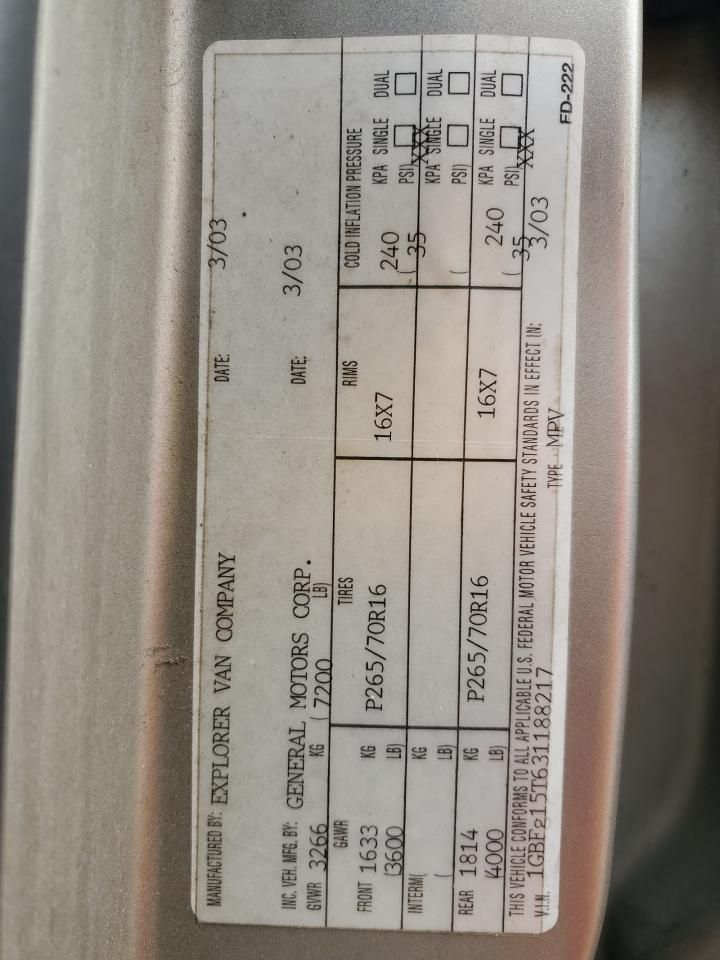 MANUFACTURED BY: EXPLORER VAN COMPANY DATE: 3/03
INC. VEH. MFG. BY: GENERAL MOTORS CORP. DATE: 3/03
GVWR 3266 KG ( 7200 LB)
GAWR TIRES RIMS COLD INFLATION PRESSURE
FRONT 1633 KG P265/70R16 16X7 240 KPA SINGLE DUAL
(3600 LB) ( 35 PSI) XXX
INTERM( KG KPA SINGLE DUAL
( LB) ( PSI)
REAR 1814 KG P265/70R16 16X7 240 KPA SINGLE DUAL
(4000 LB) ( 35 PSI) XXX
THIS VEHICLE CONFORMS TO ALL APPLICABLE U.S. FEDERAL MOTOR VEHICLE SAFETY STANDARDS IN EFFECT IN: 3/03
V.I.N. 1GBFg15T631188217 TYPE MPV
FD-222